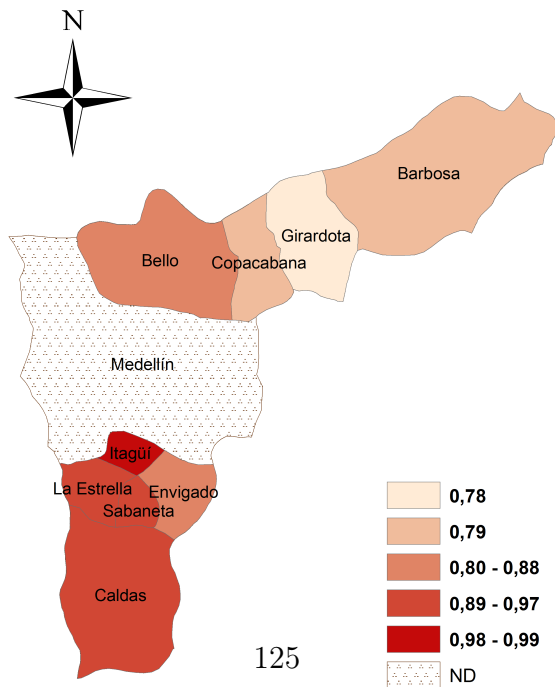 N
Barbosa
Girardota
Bello
Copacabana
Medellín
Itagüí
La Estrella
Envigado
Sabaneta
Caldas
0,78
0,79
0,80 - 0,88
0,89 - 0,97
0,98 - 0,99
ND
125